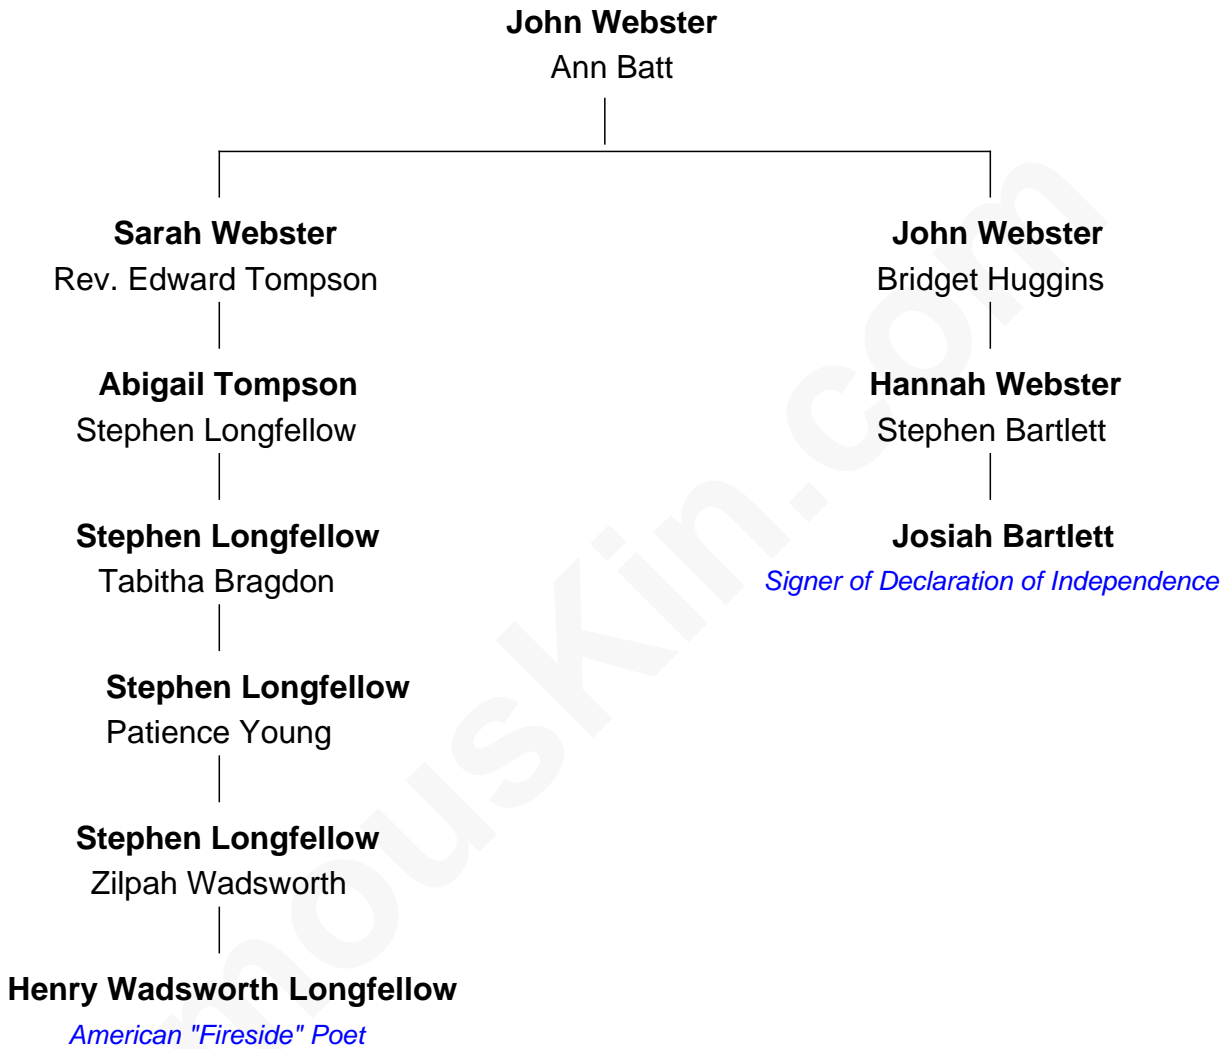 John Webster
Ann Batt
Sarah Webster
Rev. Edward Tompson
John Webster
Bridget Huggins
Abigail Tompson
Stephen Longfellow
Hannah Webster
Stephen Bartlett
Stephen Longfellow
Tabitha Bragdon
Josiah Bartlett
Signer of Declaration of Independence
Stephen Longfellow
Patience Young
Stephen Longfellow
Zilpah Wadsworth
Henry Wadsworth Longfellow
American "Fireside" Poet
mousKin.com